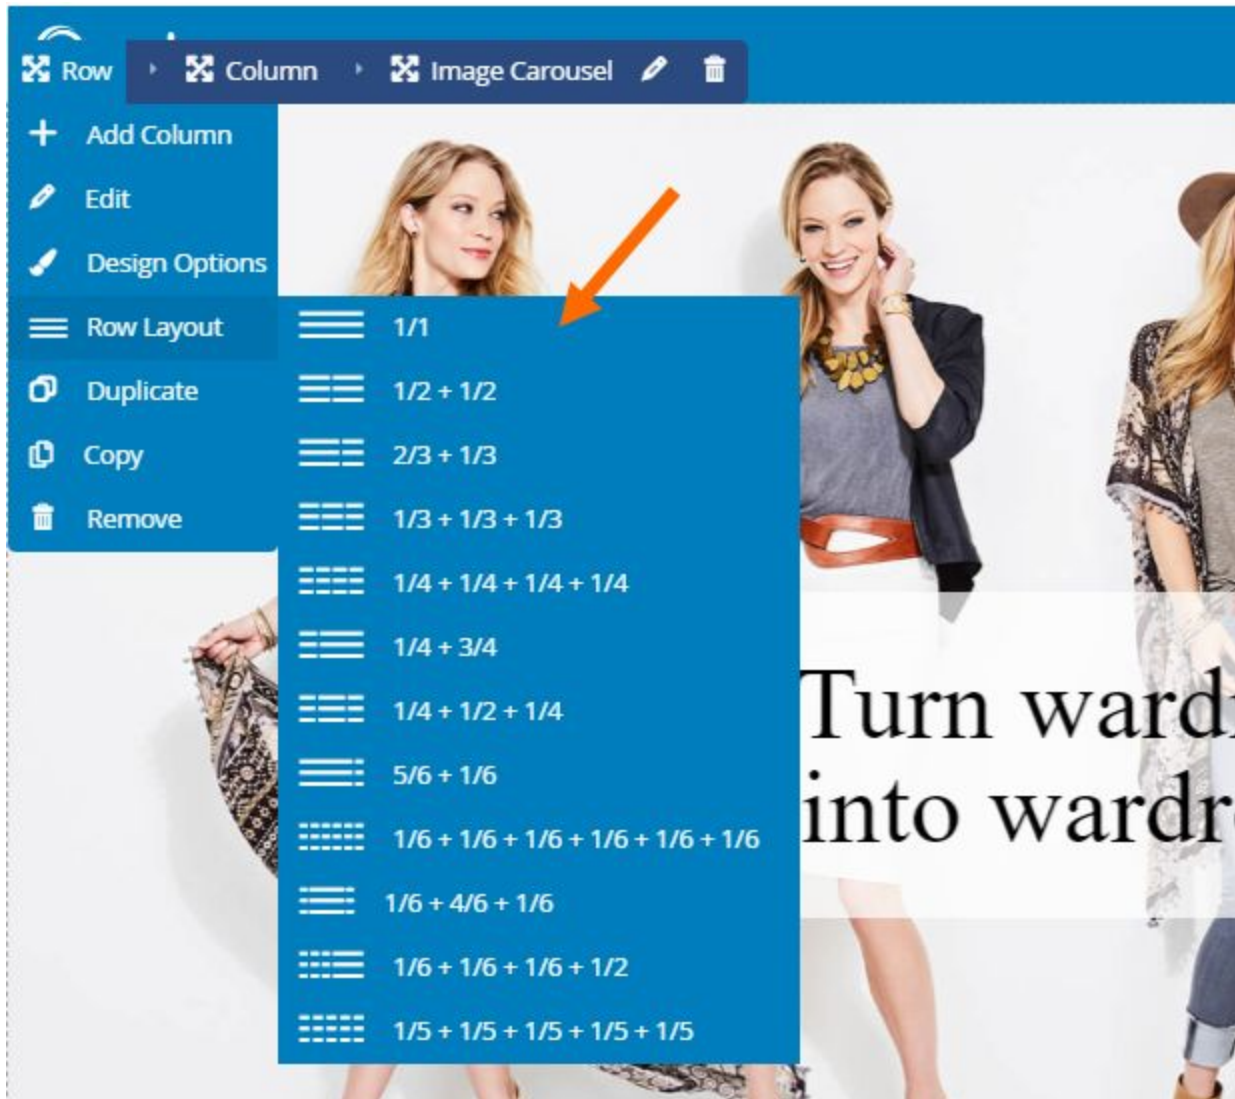 Row Column Image Carousel
Add Column
Edit
Design Options
Row Layout
Duplicate
Copy
Remove
1/1
1/2 + 1/2
2/3 + 1/3
1/3 + 1/3 + 1/3
1/4 + 1/4 + 1/4 + 1/4
1/4 + 3/4
1/4 + 1/2 + 1/4
5/6 + 1/6
1/6 + 1/6 + 1/6 + 1/6 + 1/6 + 1/6
1/6 + 4/6 + 1/6
1/6 + 1/6 + 1/6 + 1/2
1/5 + 1/5 + 1/5 + 1/5 + 1/5
Turn
into